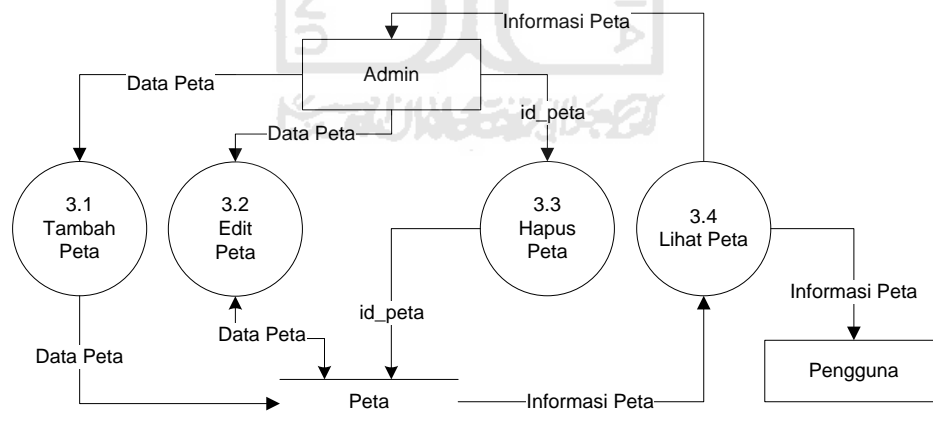 Informasi Peta
Admin
Data Peta
id_peta
Data Peta
3.1
Tambah
Peta
3.2
Edit
Peta
3.3
Hapus
Peta
3.4
Lihat Peta
Informasi Peta
id_peta
Data Peta
Data Peta
Pengguna
Peta
Informasi Peta